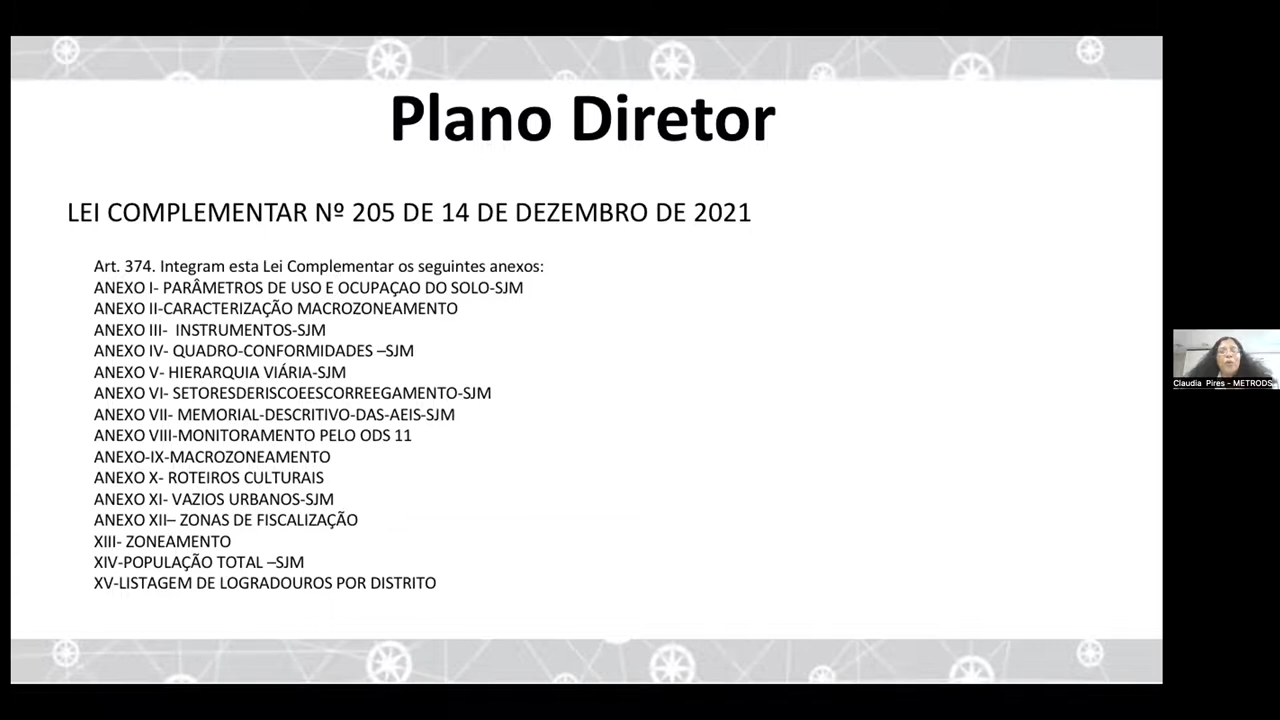 Plano Diretor
LEI COMPLEMENTAR Nº 205 DE 14 DE DEZEMBRO DE 2021
Art. 374. Integram esta Lei Complementar os seguintes anexos:
ANEXO I- PARÂMETROS DE USO E OCUPAÇAO DO SOLO-SJM
ANEXO II-CARACTERIZAÇÃO MACROZONEAMENTO
ANEXO III- INSTRUMENTOS-SJM
ANEXO IV- QUADRO-CONFORMIDADES –SJM
ANEXO V- HIERARQUIA VIÁRIA-SJM
ANEXO VI- SETORESDERISCOEESCORREEGAMENTO-SJM
ANEXO VII- MEMORIAL-DESCRITIVO-DAS-AEIS-SJM
ANEXO VIII-MONITORAMENTO PELO ODS 11
ANEXO-IX-MACROZONEAMENTO
ANEXO X- ROTEIROS CULTURAIS
ANEXO XI- VAZIOS URBANOS-SJM
ANEXO XII– ZONAS DE FISCALIZAÇÃO
XIII- ZONEAMENTO
XIV-POPULAÇÃO TOTAL –SJM
XV-LISTAGEM DE LOGRADOUROS POR DISTRITO
Claudia Pires - METRODS